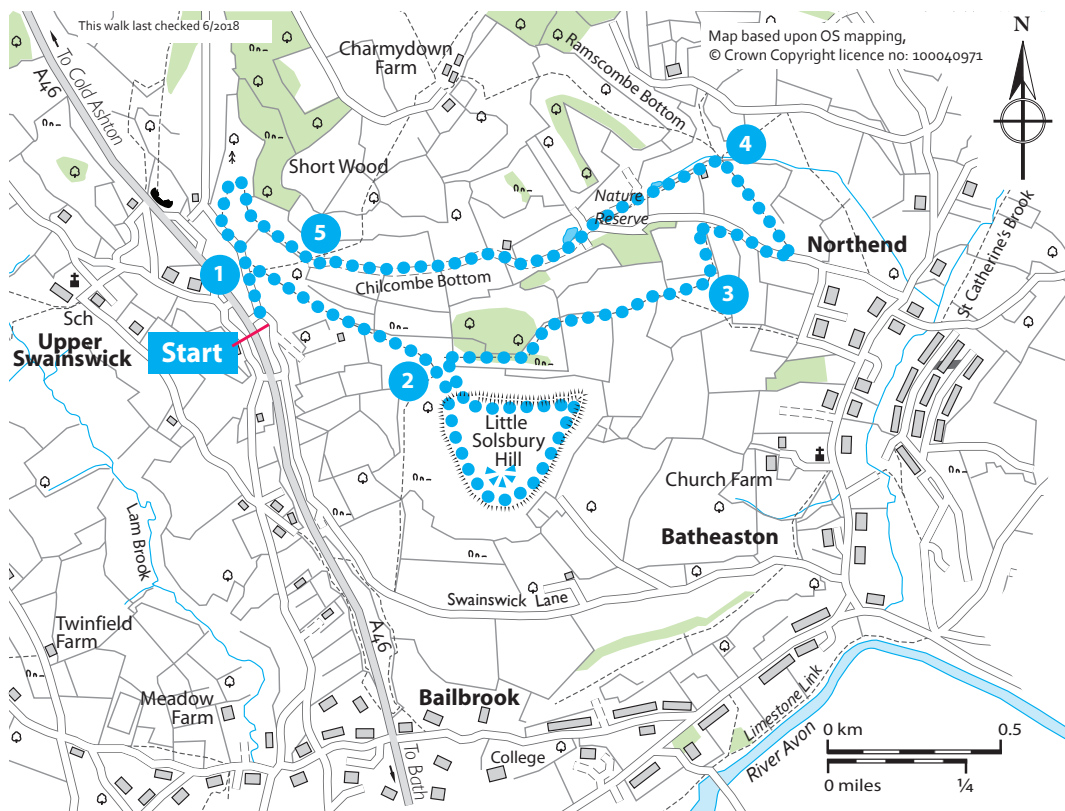 This walk last checked 6/2018
Map based upon OS mapping,
© Crown Copyright licence no: 100040971
N
To Cold Ashton
A46
Charmydown
Farm
Ramscombe Bottom
Short Wood
4
Nature
Reserve
5
Northend
St Catherine's Brook
1
Chilcombe Bottom
3
Sch
Upper
Swainswick
Start
2
Little
Solsbury
Hill
Church Farm
Batheaston
Lam Brook
Swainswick Lane
Twinfield
Farm
A46
Meadow
Farm
Bailbrook
Limestone Link
River Avon
College
To Bath
0 km 0.5
0 miles ¼